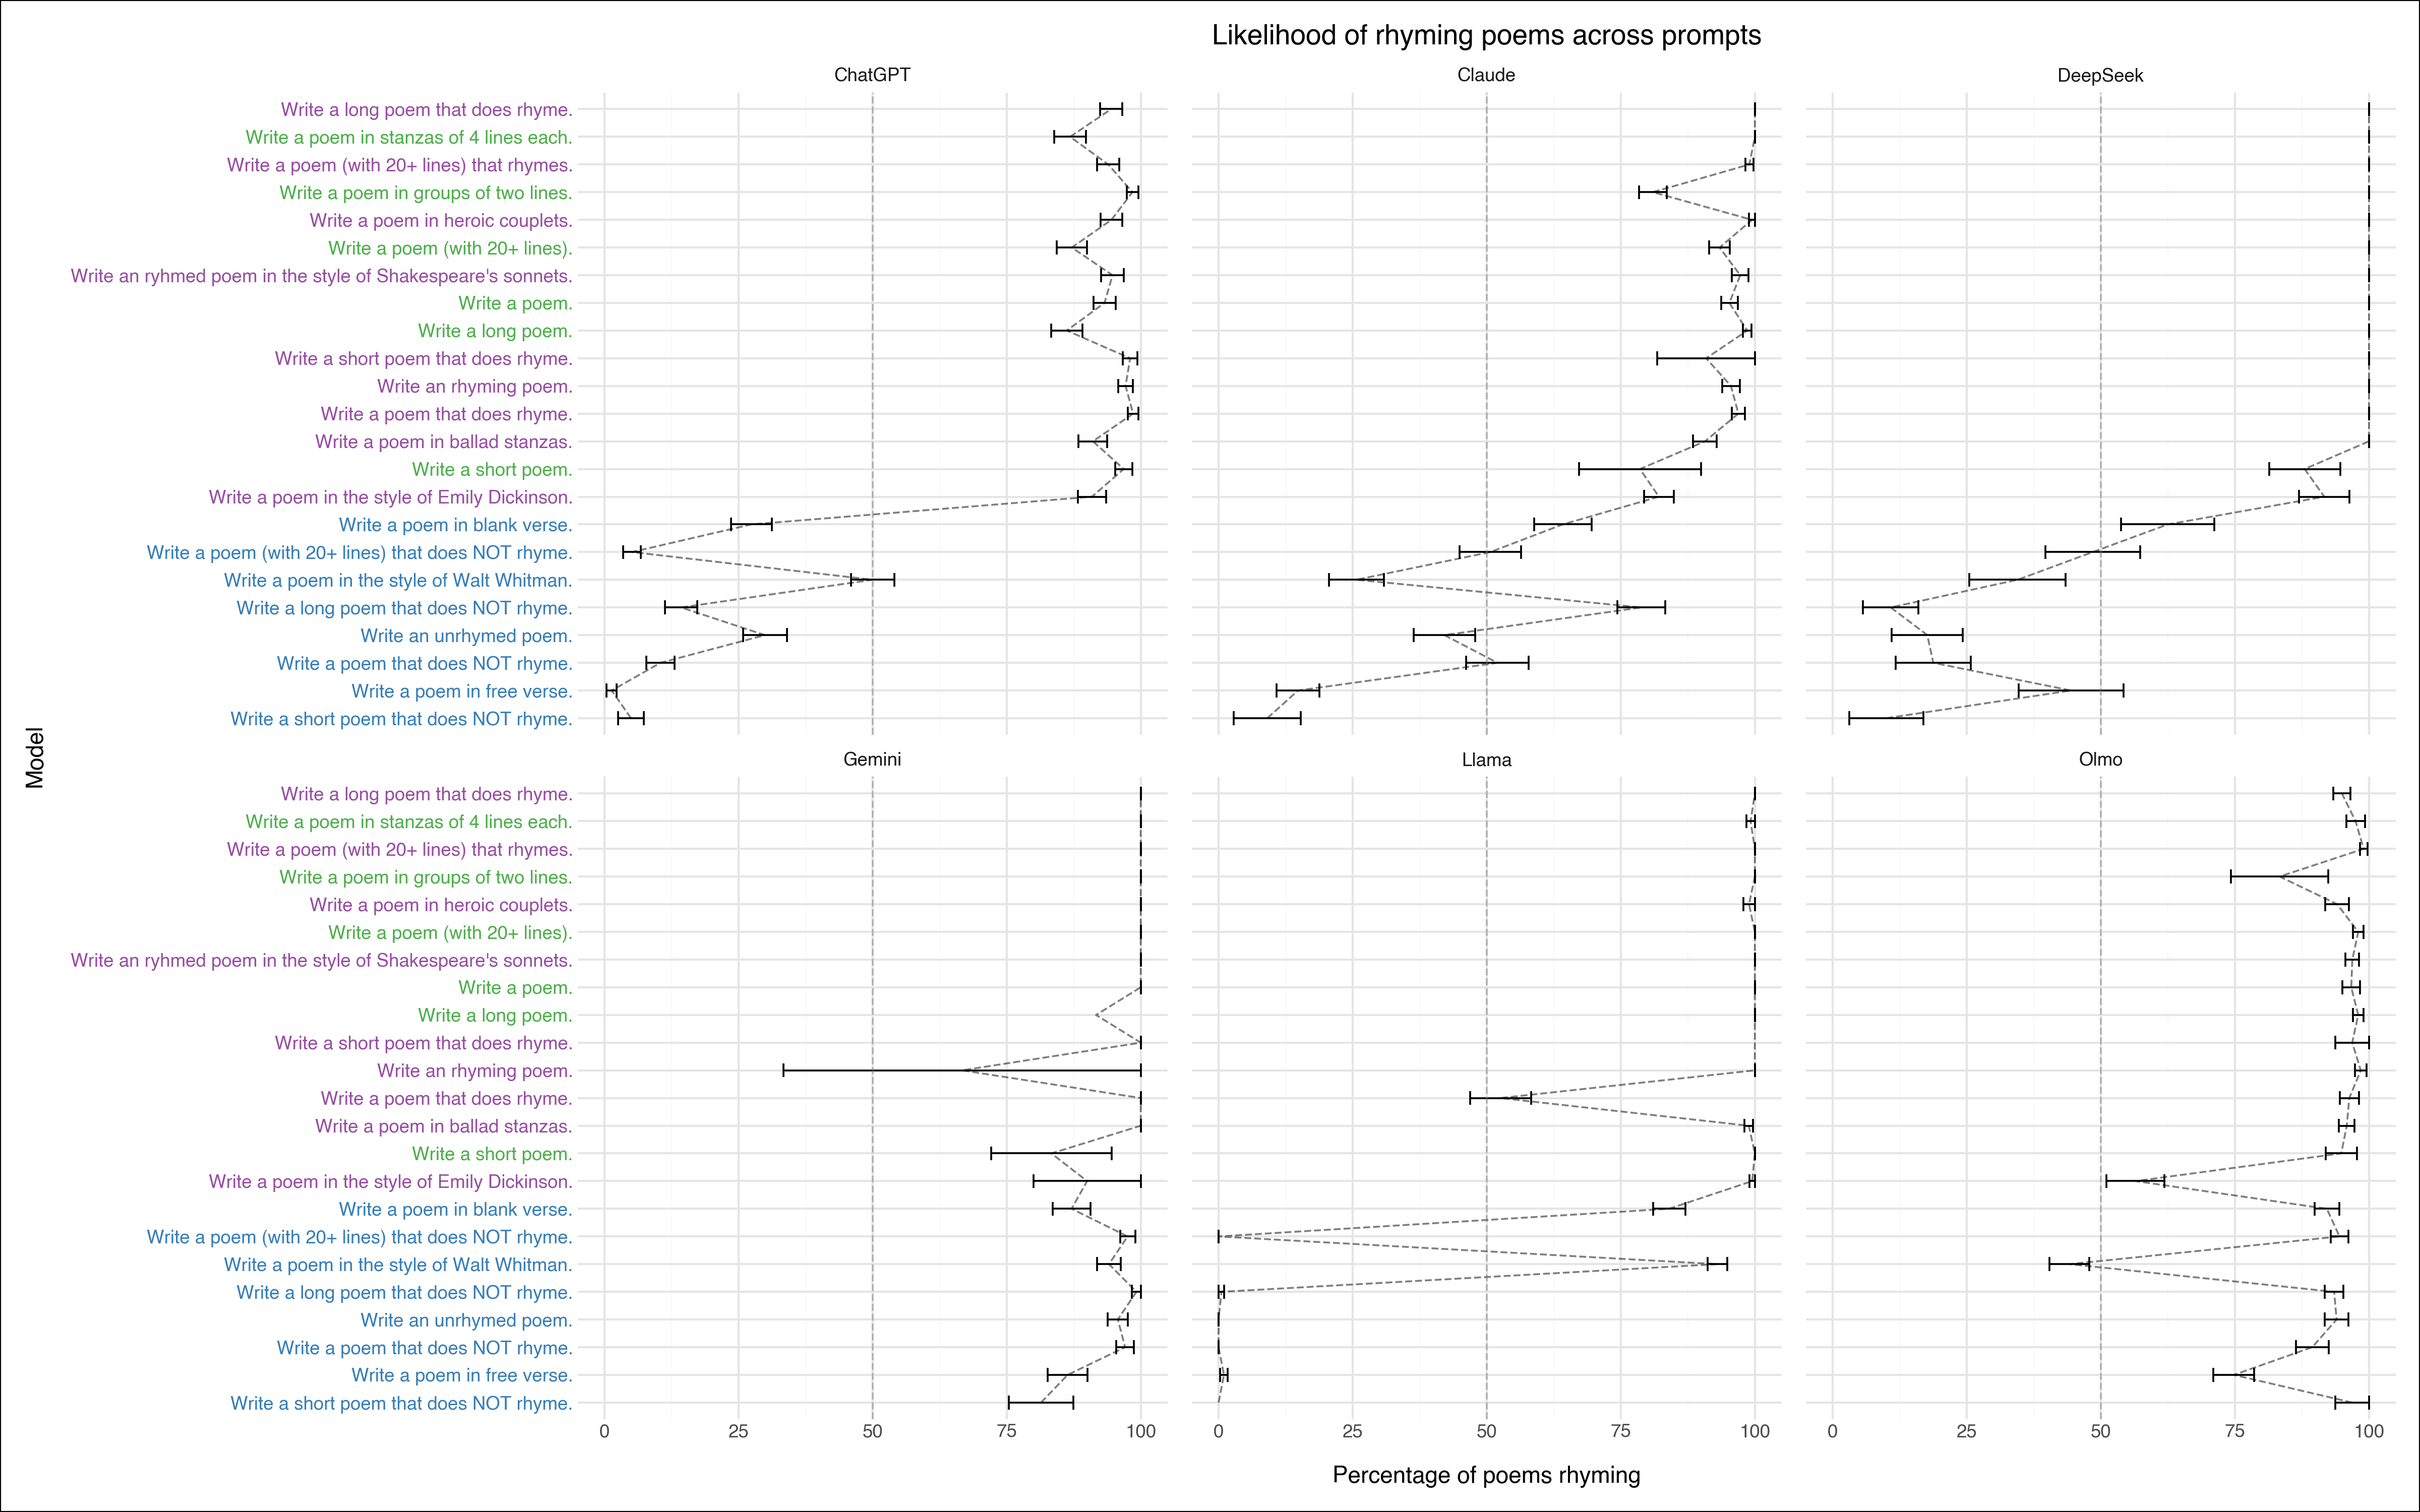 Likelihood of rhyming poems across prompts
ChatGPT
Claude
DeepSeek
Write a long poem that does rhyme.
Write a poem in stanzas of 4 lines each.
Write a poem (with 20+ lines) that rhymes.
Write a poem in groups of two lines.
Write a poem in heroic couplets.
Write a poem (with 20+ lines).
Write an ryhmed poem in the style of Shakespeare's sonnets.
Write a poem.
Write a long poem.
Write a short poem that does rhyme.
Write an rhyming poem.
Write a poem that does rhyme.
Write a poem in ballad stanzas.
Write a short poem.
Write a poem in the style of Emily Dickinson.
Write a poem in blank verse.
Write a poem (with 20+ lines) that does NOT rhyme.
Write a poem in the style of Walt Whitman.
Write a long poem that does NOT rhyme.
Write an unrhymed poem.
Write a poem that does NOT rhyme.
Write a poem in free verse.
Write a short poem that does NOT rhyme.
Model
Gemini
Llama
Olmo
Write a long poem that does rhyme.
Write a poem in stanzas of 4 lines each.
Write a poem (with 20+ lines) that rhymes.
Write a poem in groups of two lines.
Write a poem in heroic couplets.
Write a poem (with 20+ lines).
Write an ryhmed poem in the style of Shakespeare's sonnets.
Write a poem.
Write a long poem.
Write a short poem that does rhyme.
Write an rhyming poem.
Write a poem that does rhyme.
Write a poem in ballad stanzas.
Write a short poem.
Write a poem in the style of Emily Dickinson.
Write a poem in blank verse.
Write a poem (with 20+ lines) that does NOT rhyme.
Write a poem in the style of Walt Whitman.
Write a long poem that does NOT rhyme.
Write an unrhymed poem.
Write a poem that does NOT rhyme.
Write a poem in free verse.
Write a short poem that does NOT rhyme.
0 25 50 75 100
0 25 50 75 100
0 25 50 75 100
Percentage of poems rhyming